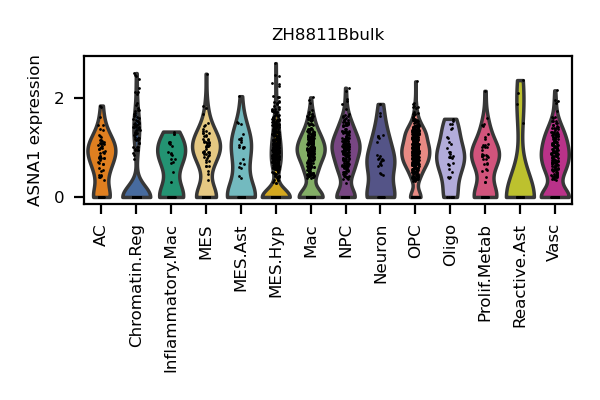 ZH8811Bbulk
ASNA1 expression
2
0
AC
Chromatin.Reg
Inflammatory.Mac
MES
MES.Ast
MES.Hyp
Mac
NPC
Neuron
OPC
Oligo
Prolif.Metab
Reactive.Ast
Vasc